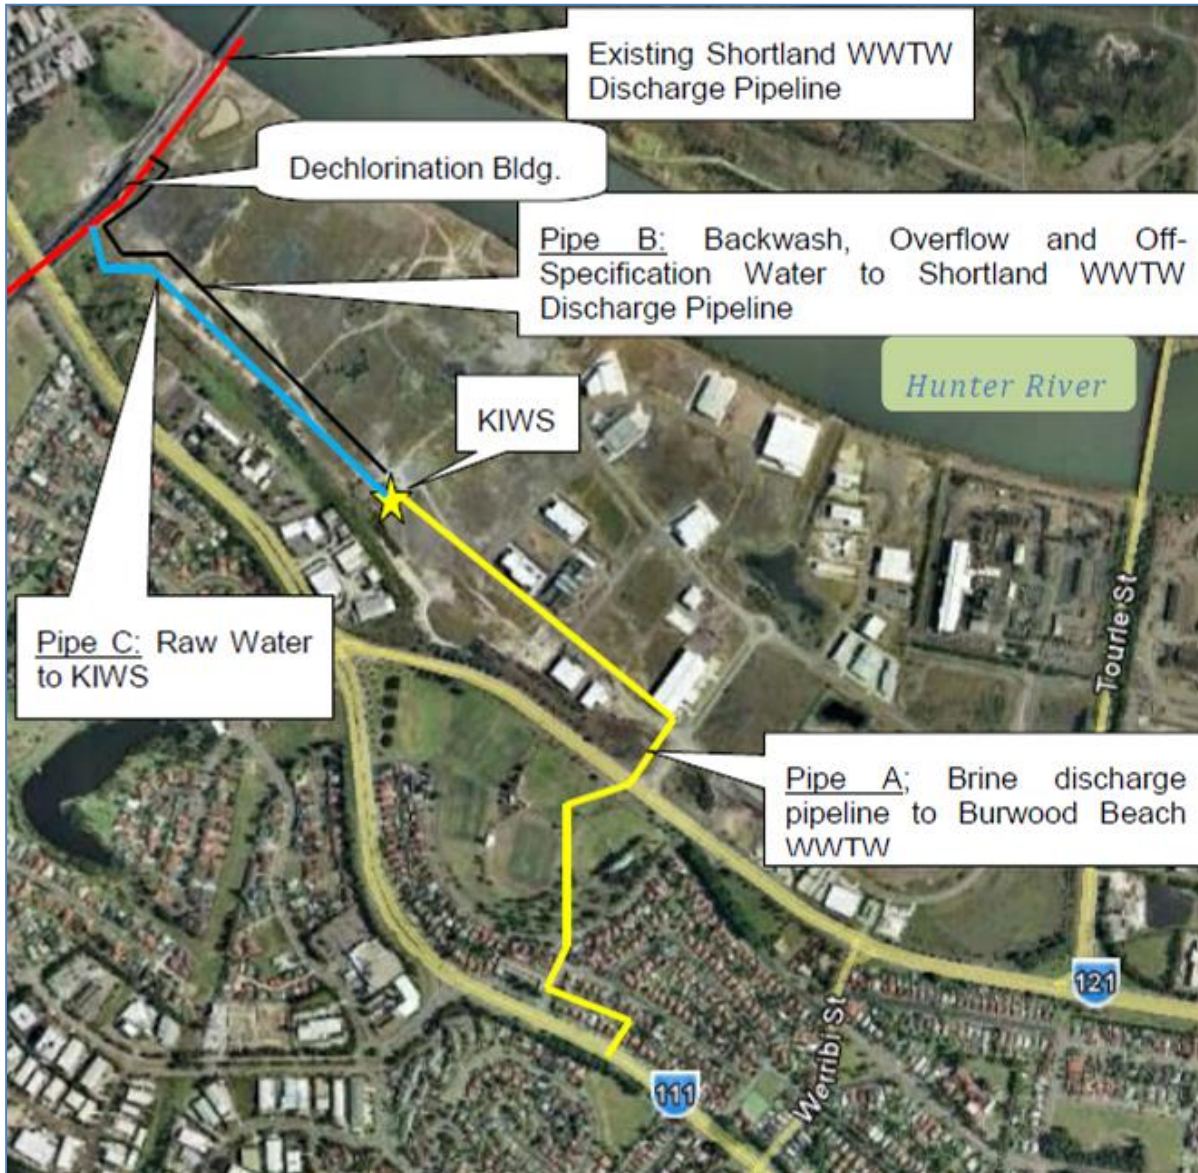 Existing Shortland WWTW
Discharge Pipeline
Dechlorination Bldg.
Pipe B: Backwash, Overflow and Off-
Specification Water to Shortland WWTW
Discharge Pipeline
Hunter River
KIWS
Pipe C: Raw Water
to KIWS
Tourle St
Pipe A; Brine discharge
pipeline to Burwood Beach
WWTW
121
Werribi St
111